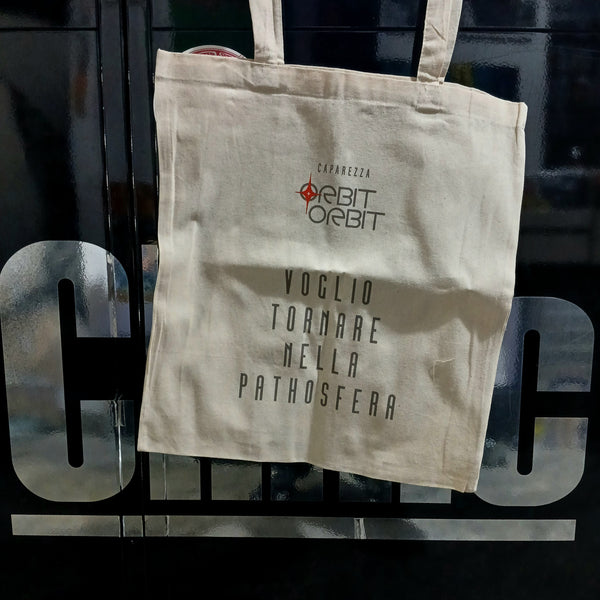 CAPAREZZA
ORBIT
ORBIT
VOGLIO
TORNARE
NELLA
PATHOSFERA